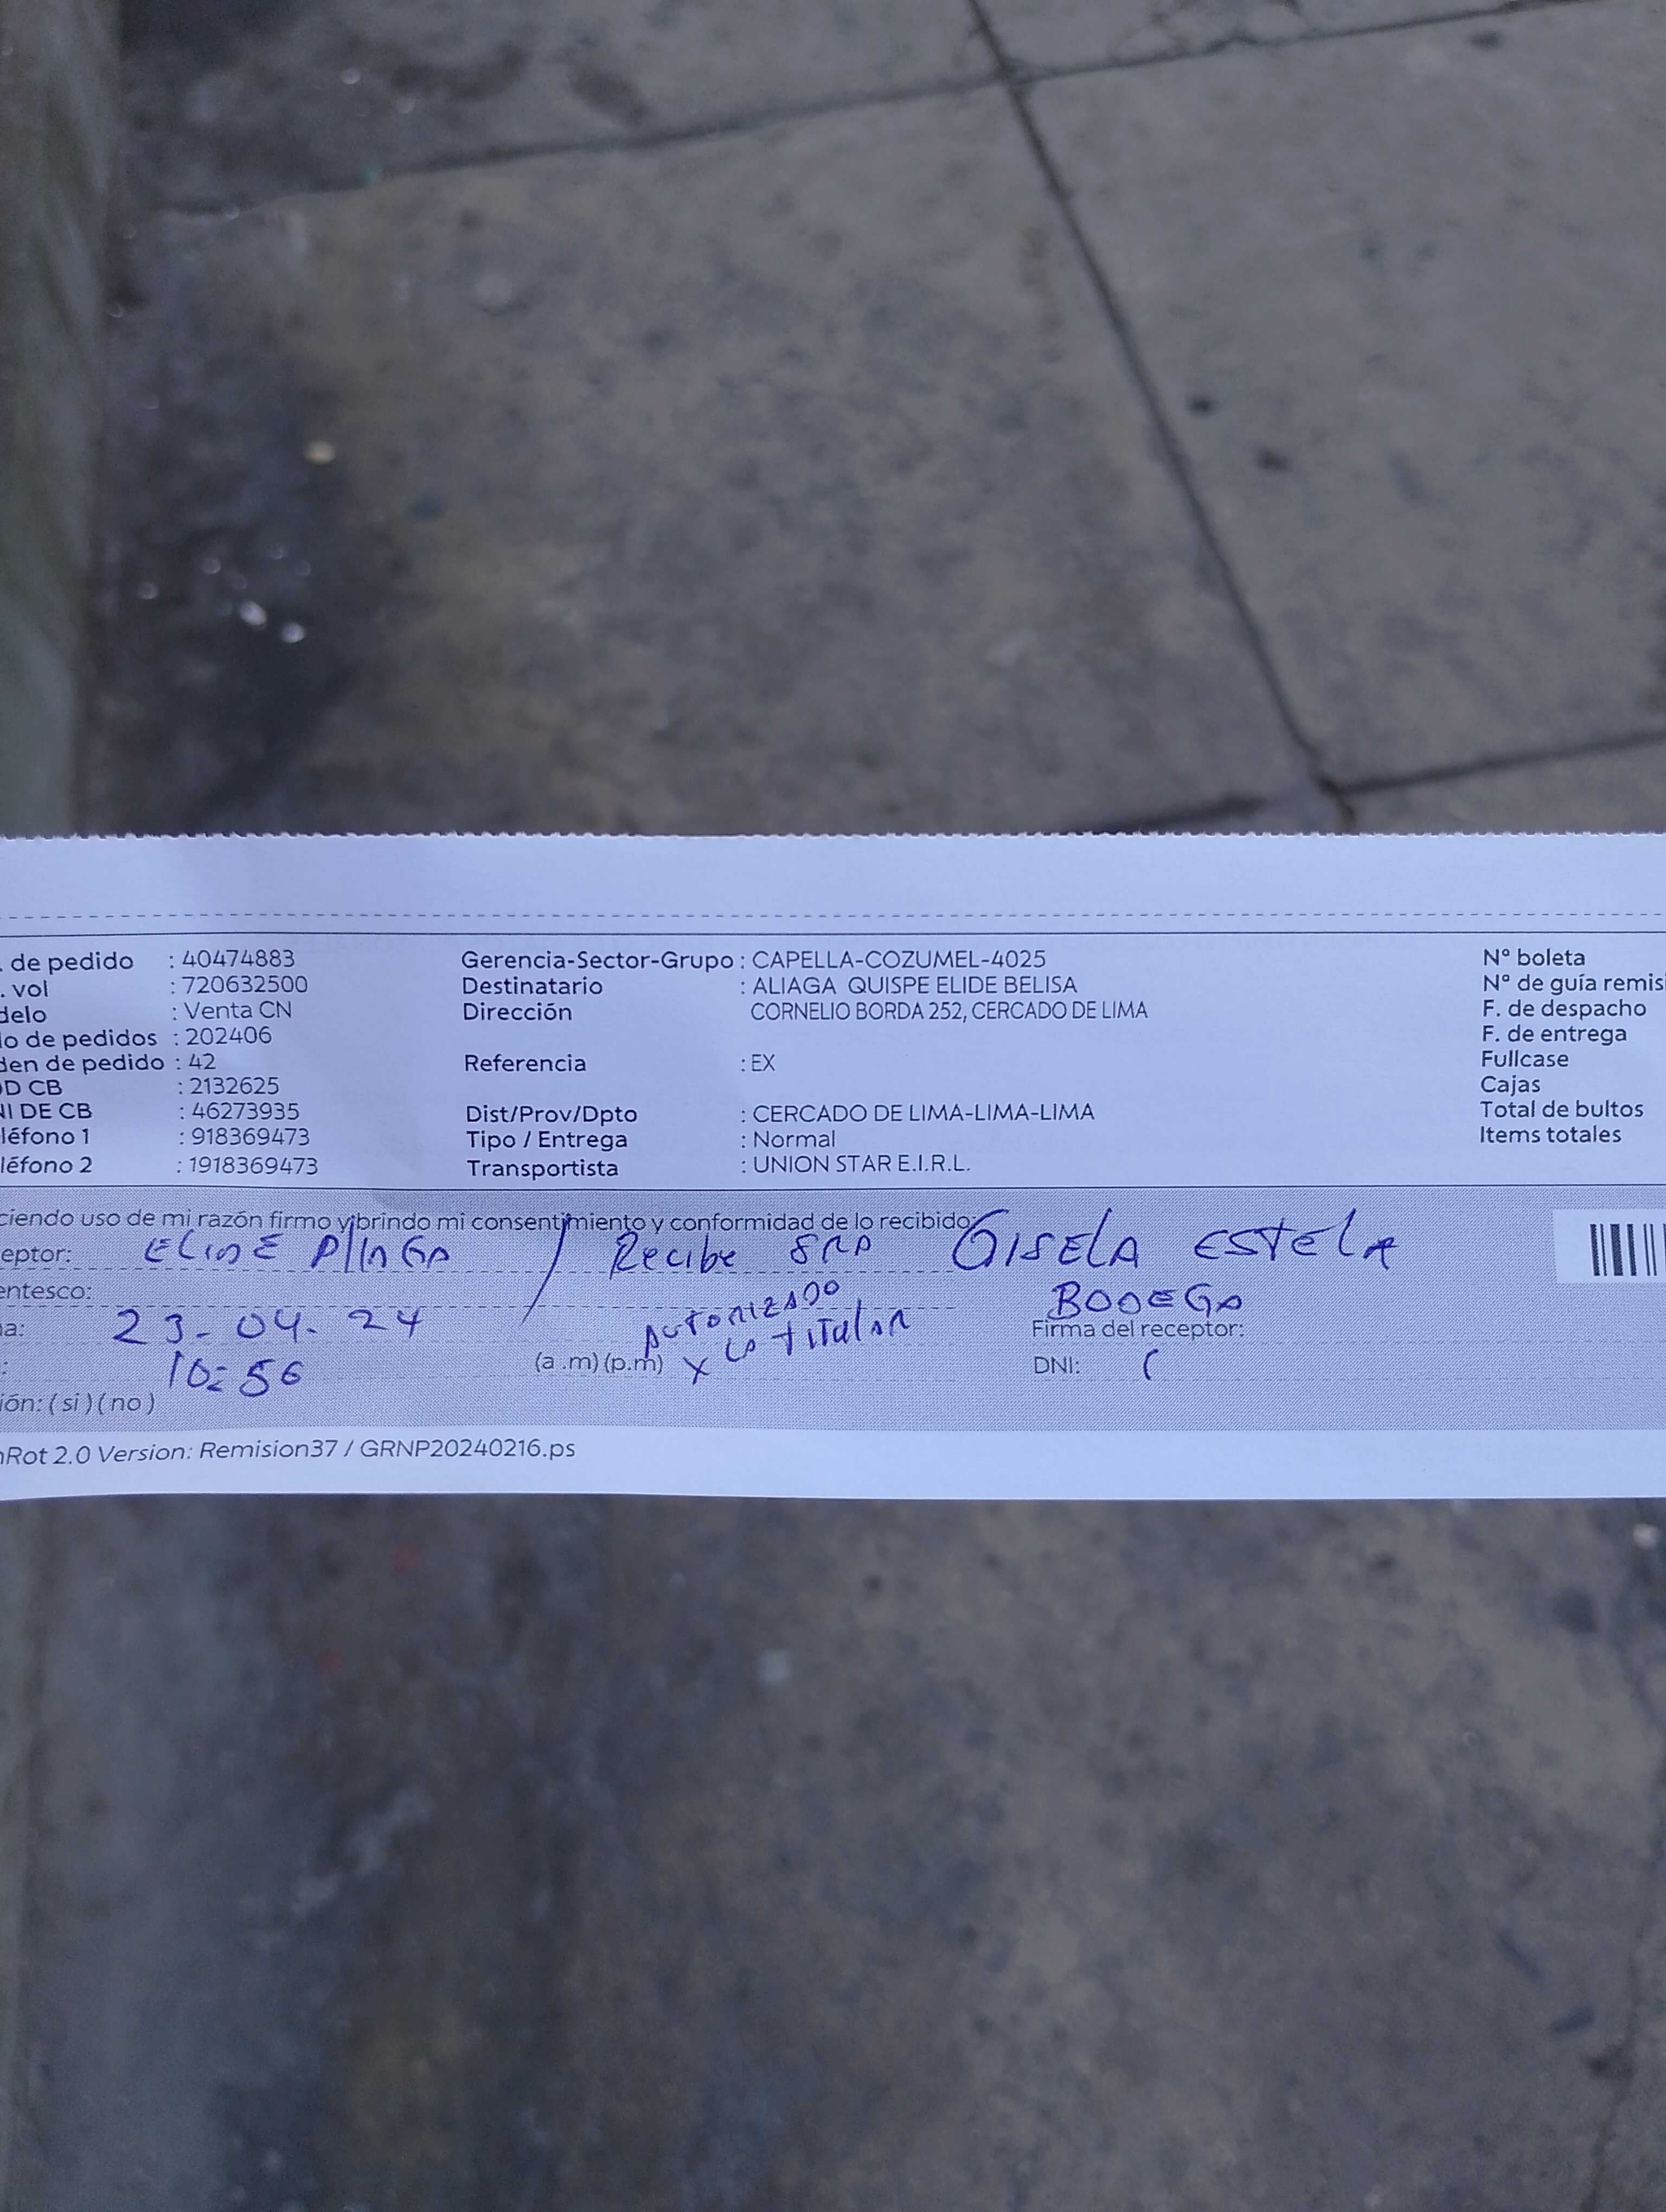 . de pedido : 40474883 Gerencia-Sector-Grupo : CAPELLA-COZUMEL-4025 Nº boleta
. vol : 720632500 Destinatario : ALIAGA QUISPE ELIDE BELISA Nº de guía remisi
delo : Venta CN Dirección CORNELIO BORDA 252, CERCADO DE LIMA F. de despacho
o de pedidos : 202406 F. de entrega
den de pedido : 42 Referencia : EX Fullcase
D CB : 2132625 Cajas
NI DE CB : 46273935 Dist/Prov/Dpto : CERCADO DE LIMA-LIMA-LIMA Total de bultos
léfono 1 : 918369473 Tipo / Entrega : Normal Items totales
léfono 2 : 1918369473 Transportista : UNION STAR E.I.R.L.
ciendo uso de mi razón firmo y brindo mi consentimiento y conformidad de lo recibido:
eptor: / Recibe SRA GISELA ESTELA
entesco: AUTORIZADO BODEGA
a: 23-04-24 x la titular Firma del receptor:
: 10:56 (a .m) (p.m) DNI: (
ión: ( si ) ( no )
Rot 2.0 Version: Remision37 / GRNP20240216.ps